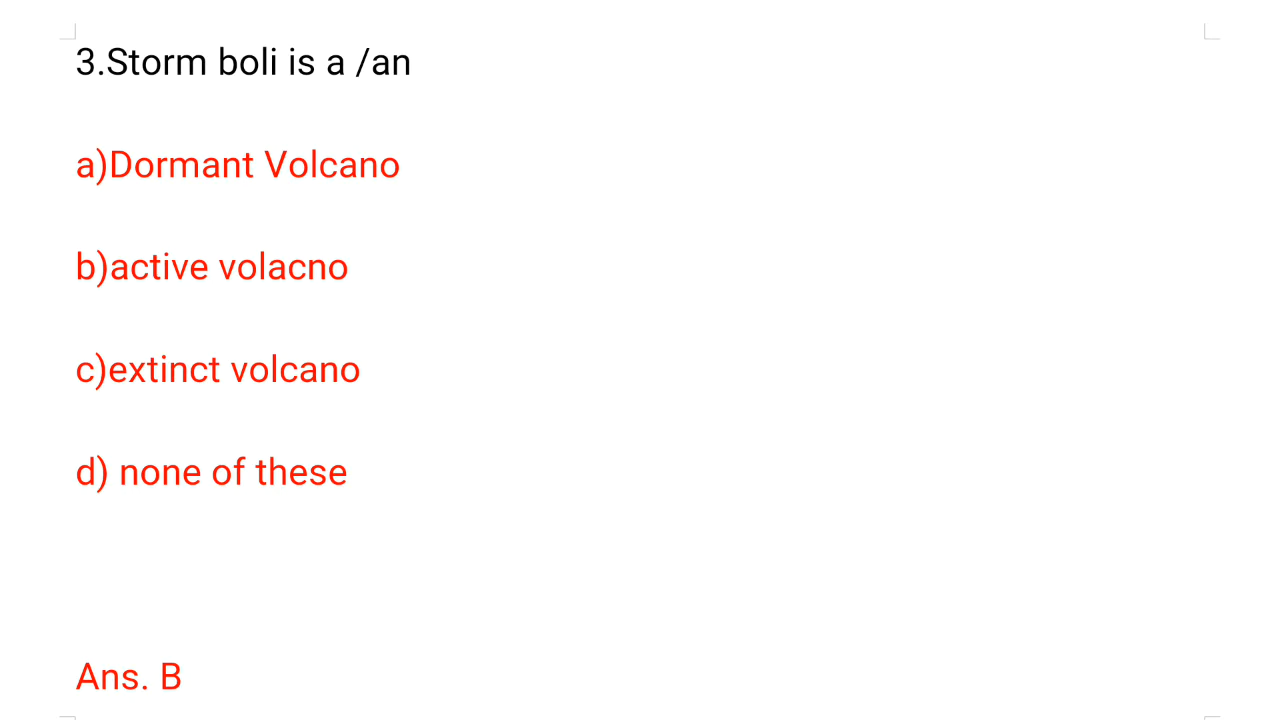 3.Storm boli is a /an
a)Dormant Volcano
b)active volacno
c)extinct volcano
d) none of these
Ans. B